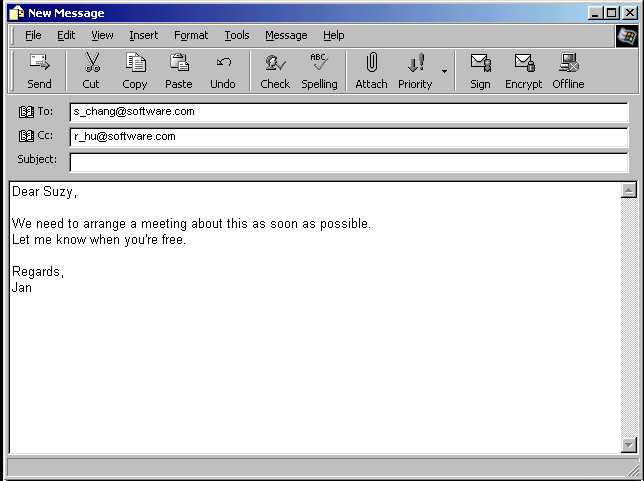 New Message
File Edit View Insert Format Tools Message Help
Send Cut Copy Paste Undo Check Spelling Attach Priority Sign Encrypt Offline
To: s_chang@software.com
Cc: r_hu@software.com
Subject:
Dear Suzy,
We need to arrange a meeting about this as soon as possible.
Let me know when you're free.
Regards,
Jan